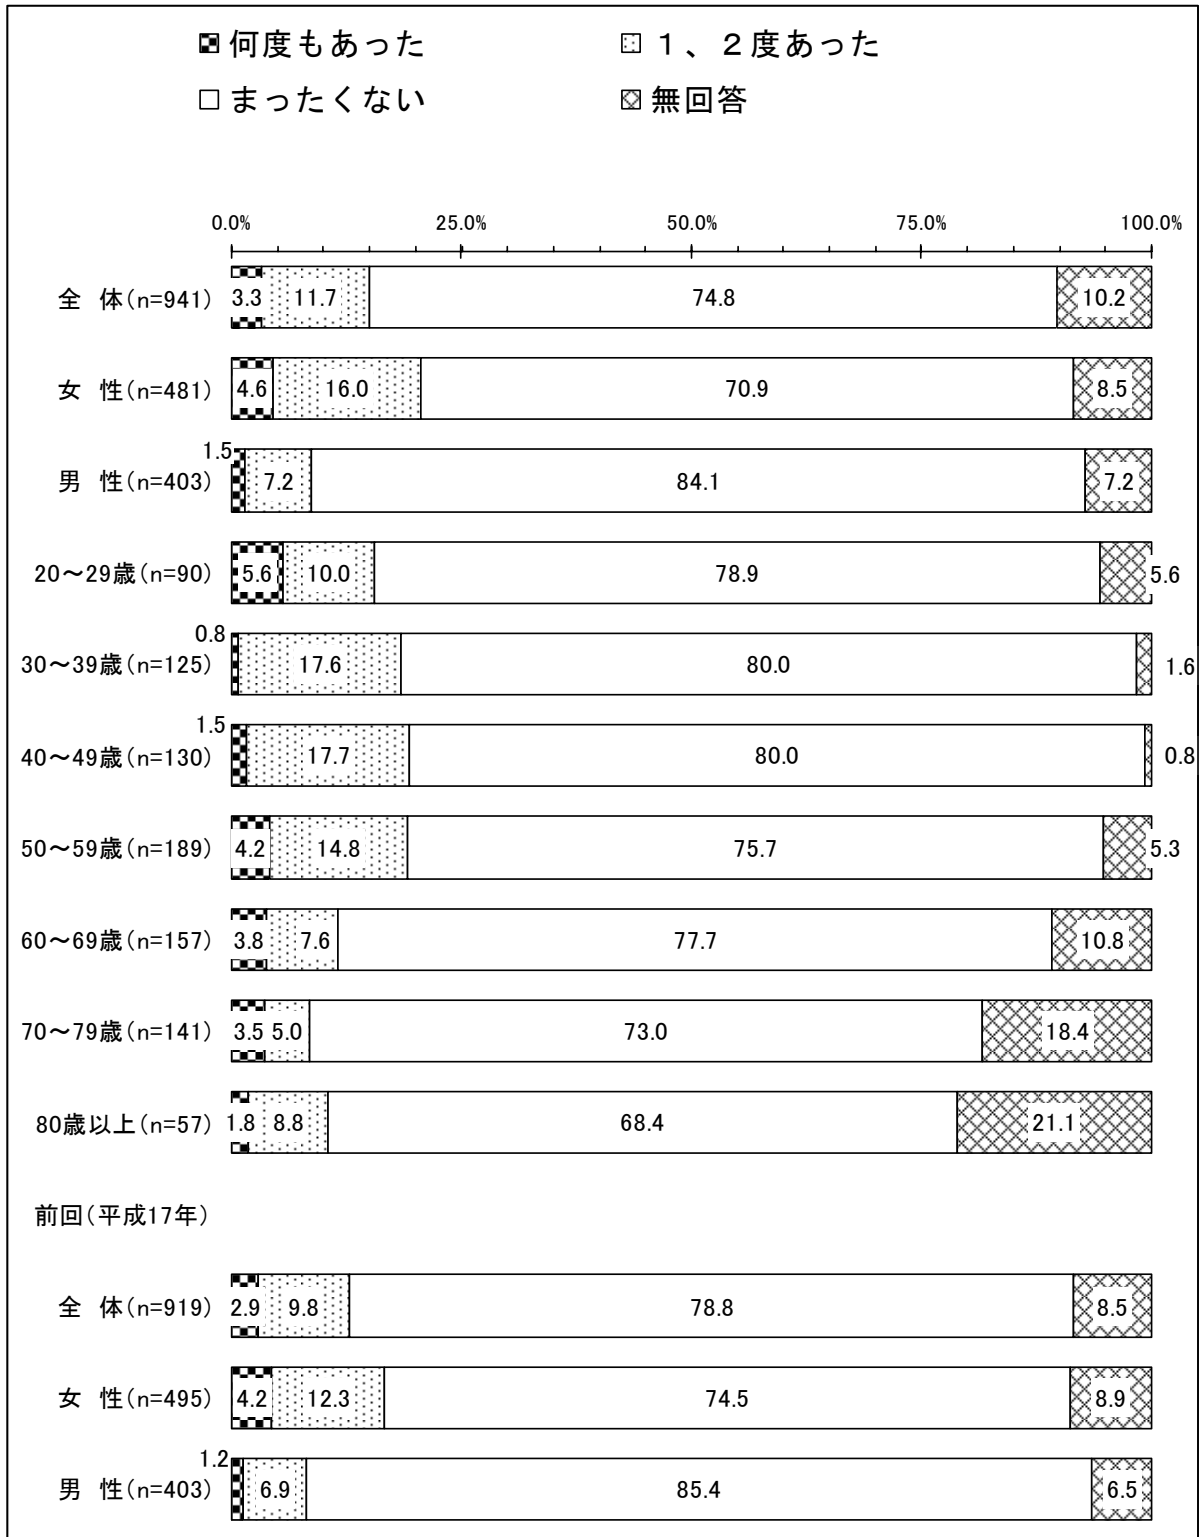 何度もあった １、２度あった
まったくない 無回答
0.0% 25.0% 50.0% 75.0% 100.0%
全 体(n=941) 3.3 11.7 74.8 10.2
女 性(n=481) 4.6 16.0 70.9 8.5
男 性(n=403) 1.5 7.2 84.1 7.2
20～29歳(n=90) 5.6 10.0 78.9 5.6
30～39歳(n=125) 0.8 17.6 80.0 1.6
40～49歳(n=130) 1.5 17.7 80.0 0.8
50～59歳(n=189) 4.2 14.8 75.7 5.3
60～69歳(n=157) 3.8 7.6 77.7 10.8
70～79歳(n=141) 3.5 5.0 73.0 18.4
80歳以上(n=57) 1.8 8.8 68.4 21.1
前回(平成17年)
全 体(n=919) 2.9 9.8 78.8 8.5
女 性(n=495) 4.2 12.3 74.5 8.9
男 性(n=403) 1.2 6.9 85.4 6.5